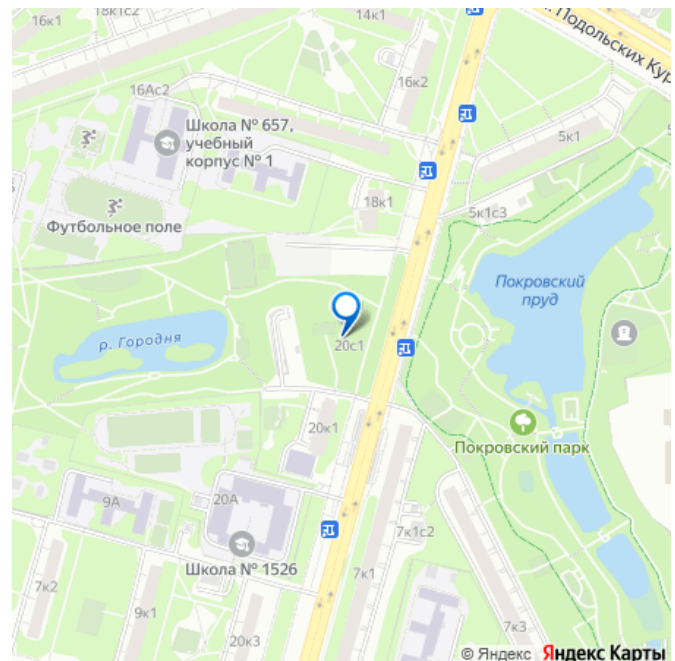 16к1
18к1с2
14к1
. Подольских Кур
16к2
16Ас2
Школа № 657,
учебный
корпус № 1
5к1
Футбольное поле
18к1
5к1с3
Покровский
пруд
р. Городня
20с1
20к1
Покровский парк
9А
20А
7к1с2
Школа № 1526
7к2
9к1
7к1
20к3
7к3
© Яндекс Яндекс Карты